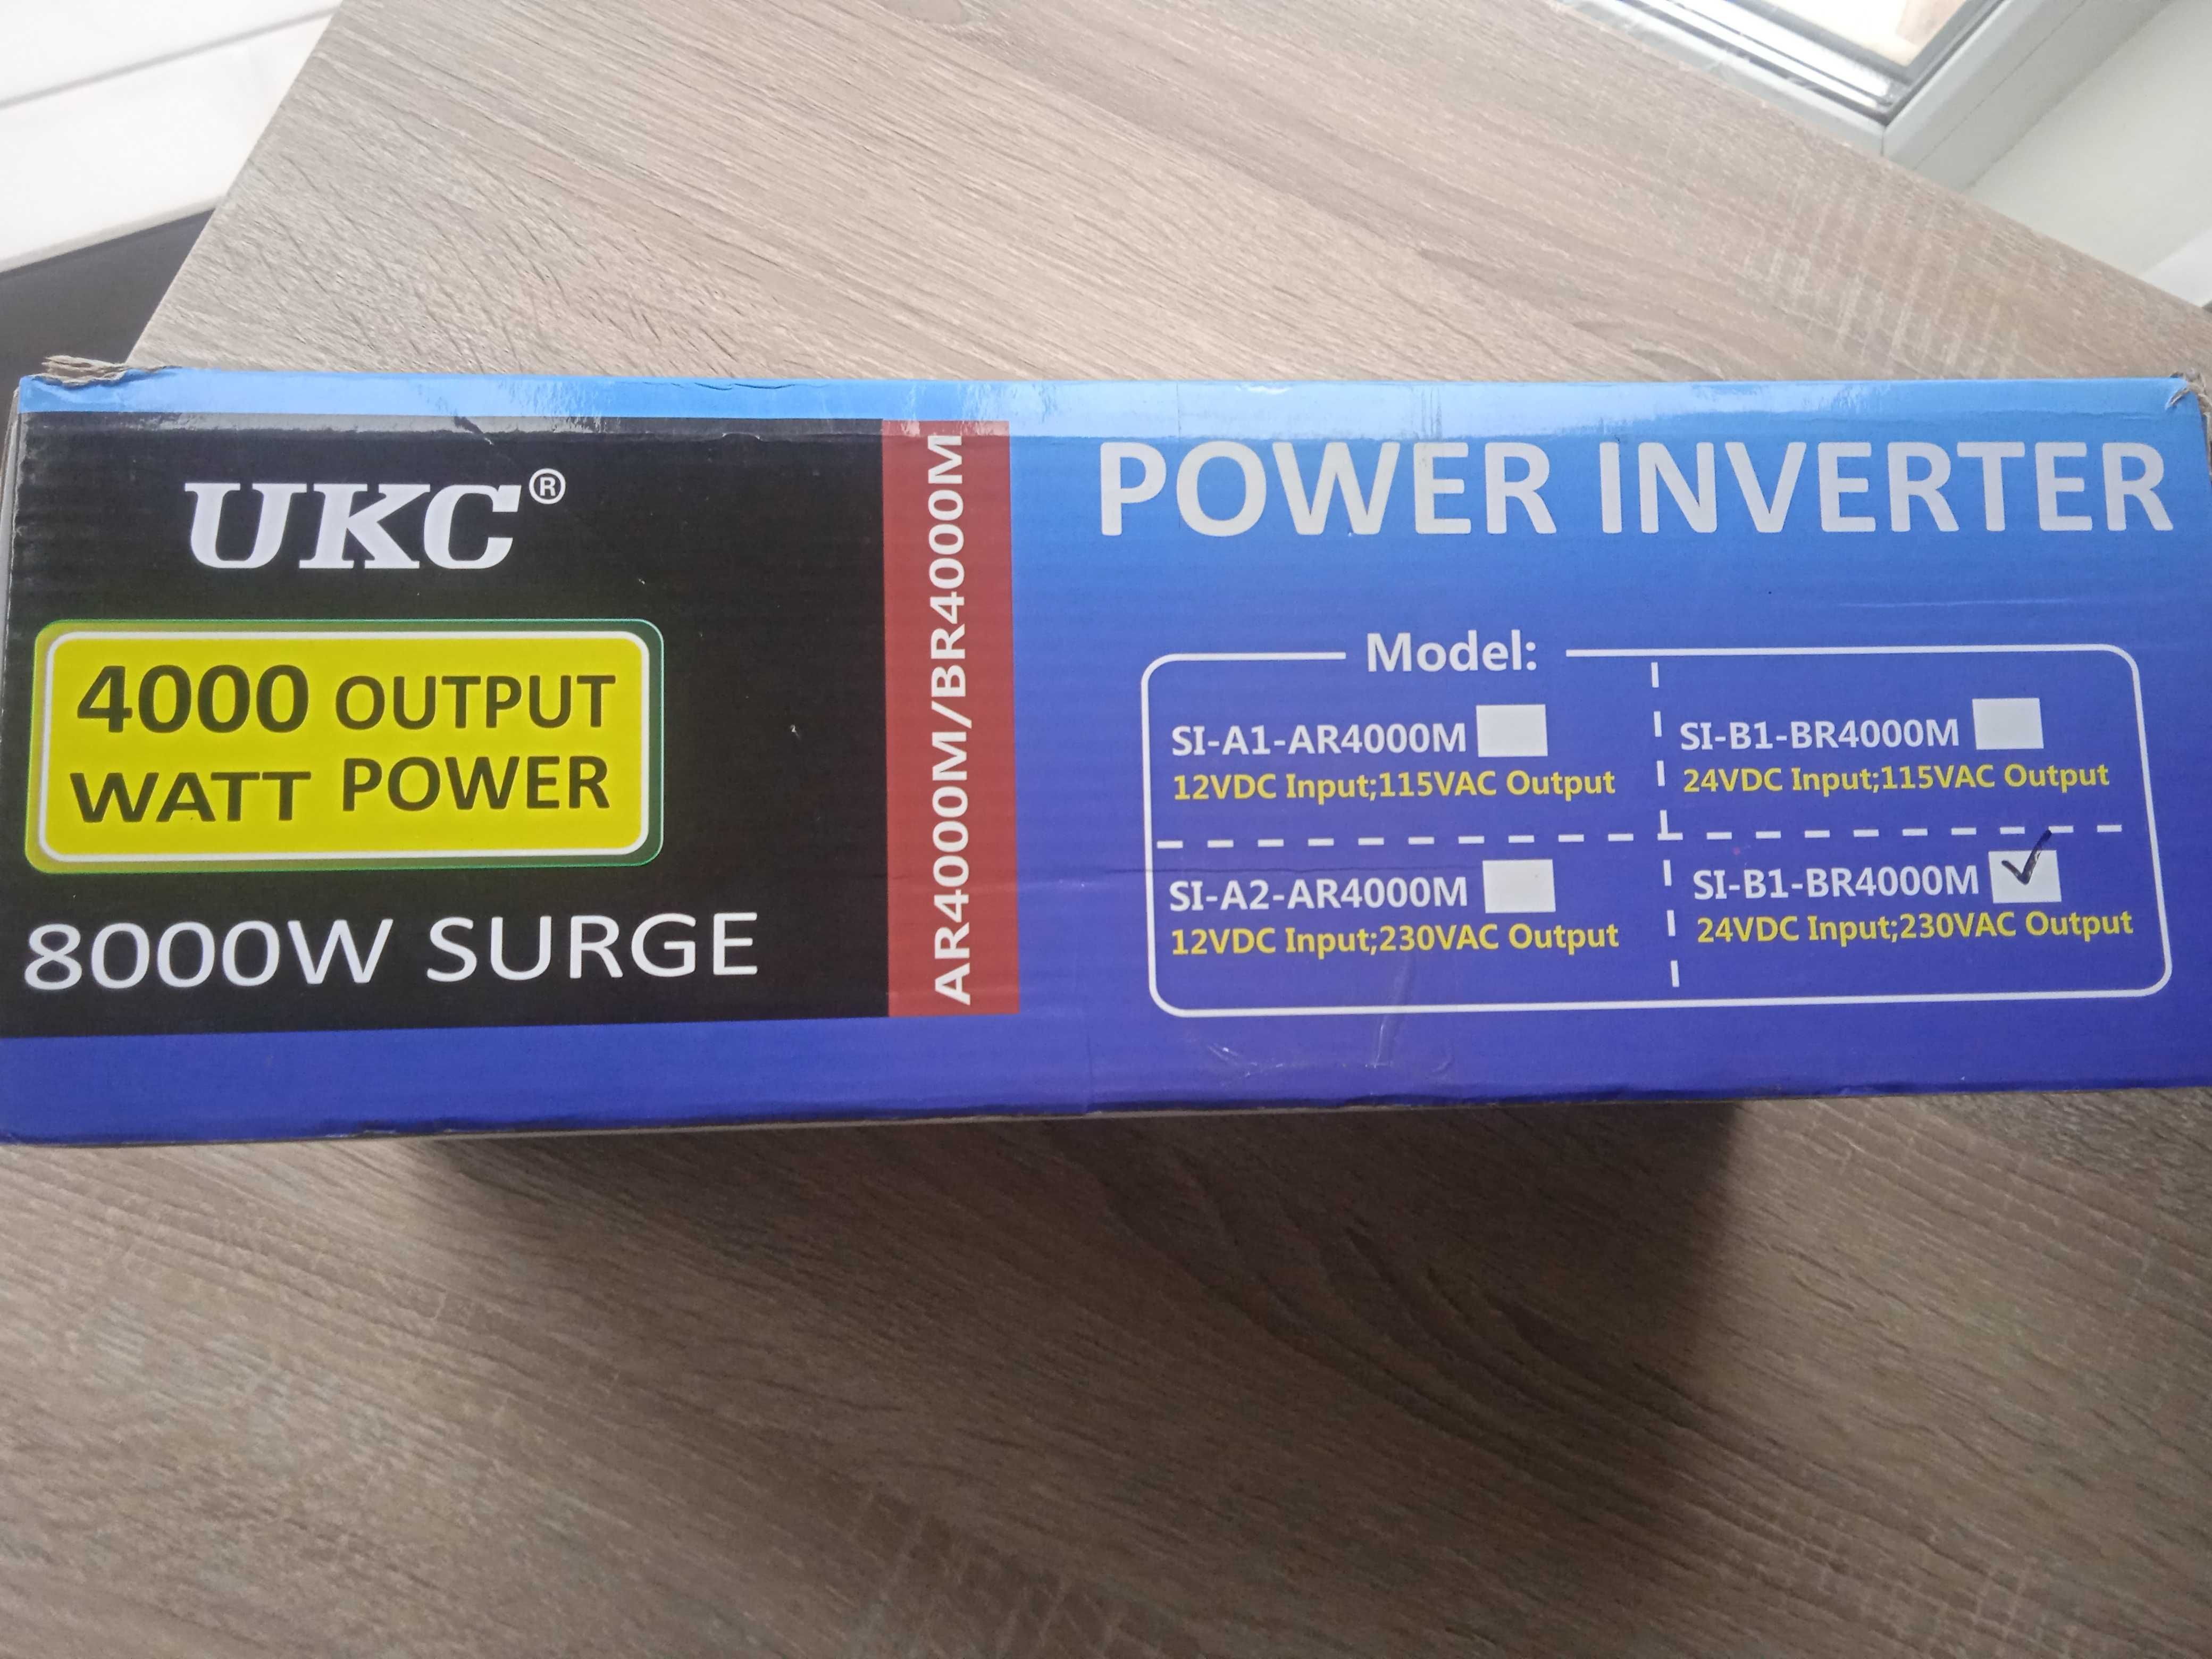 UKC®
4000 OUTPUT
WATT POWER
8000W SURGE
AR4000M/BR4000M
POWER INVERTER
Model:
SI-A1-AR4000M
12VDC Input;115VAC Output
SI-B1-BR4000M
24VDC Input;115VAC Output
SI-A2-AR4000M
12VDC Input;230VAC Output
SI-B1-BR4000M
24VDC Input;230VAC Output